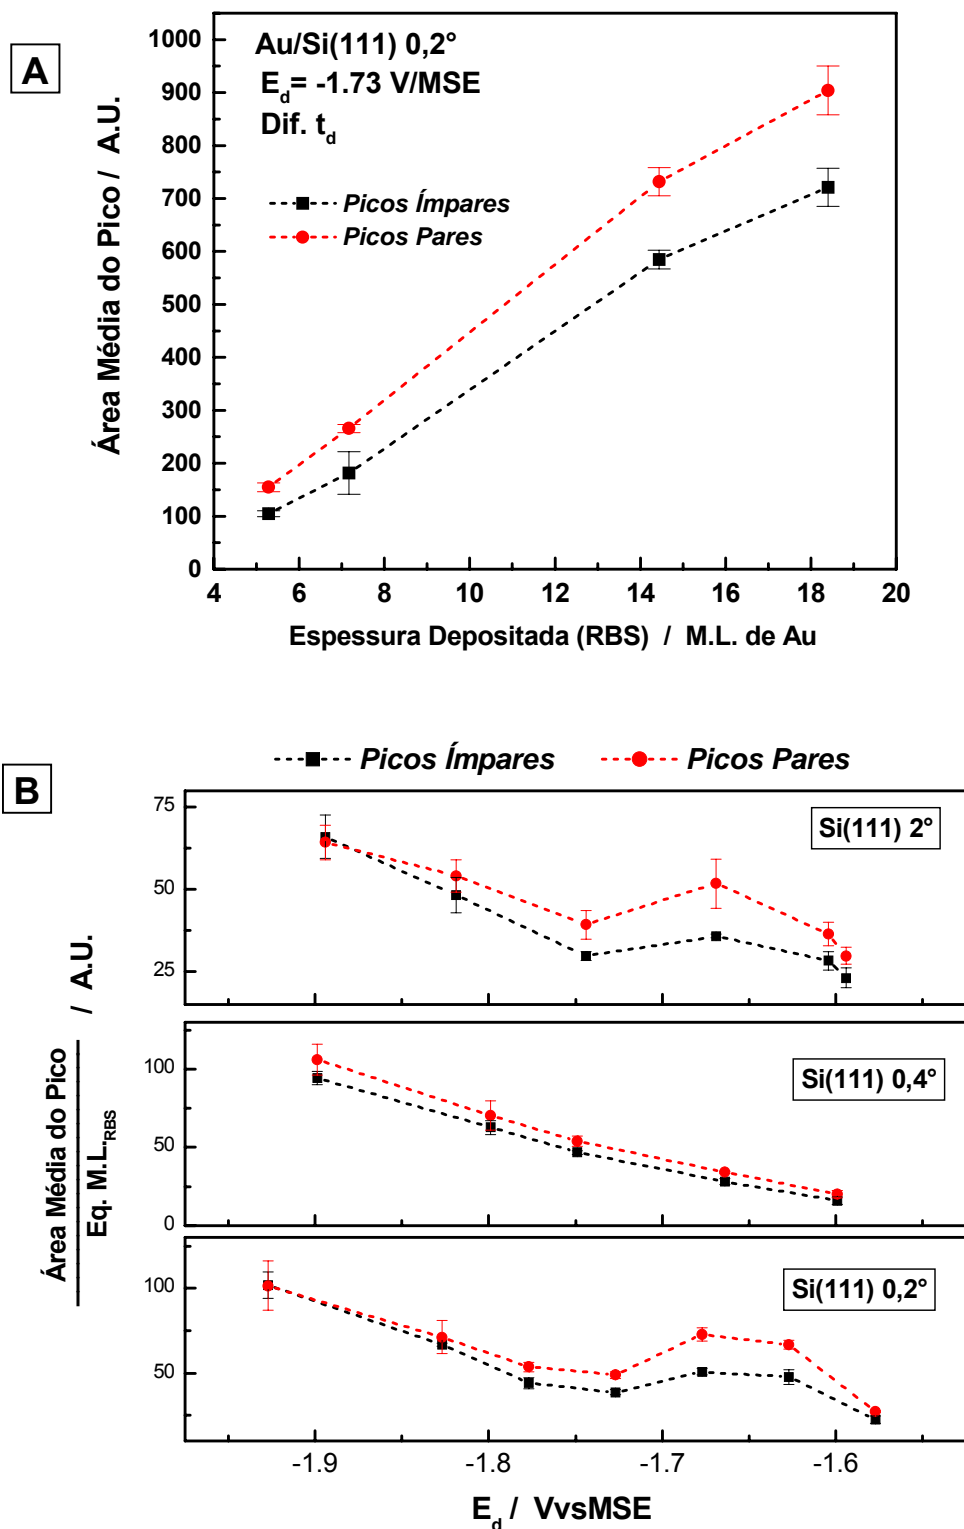 A
Au/Si(111) 0,2°
E_d= -1.73 V/MSE
Dif. t_d
Picos Ímpares
Picos Pares
Área Média do Pico / A.U.
1000
900
800
700
600
500
400
300
200
100
0
4 6 8 10 12 14 16 18 20
Espessura Depositada (RBS) / M.L. de Au
B
Picos Ímpares Picos Pares
Si(111) 2°
75
50
25
Si(111) 0,4°
100
50
0
Si(111) 0,2°
100
50
Área Média do Pico / A.U.
Eq. M.L._RBS
-1.9 -1.8 -1.7 -1.6
E_d / VvsMSE